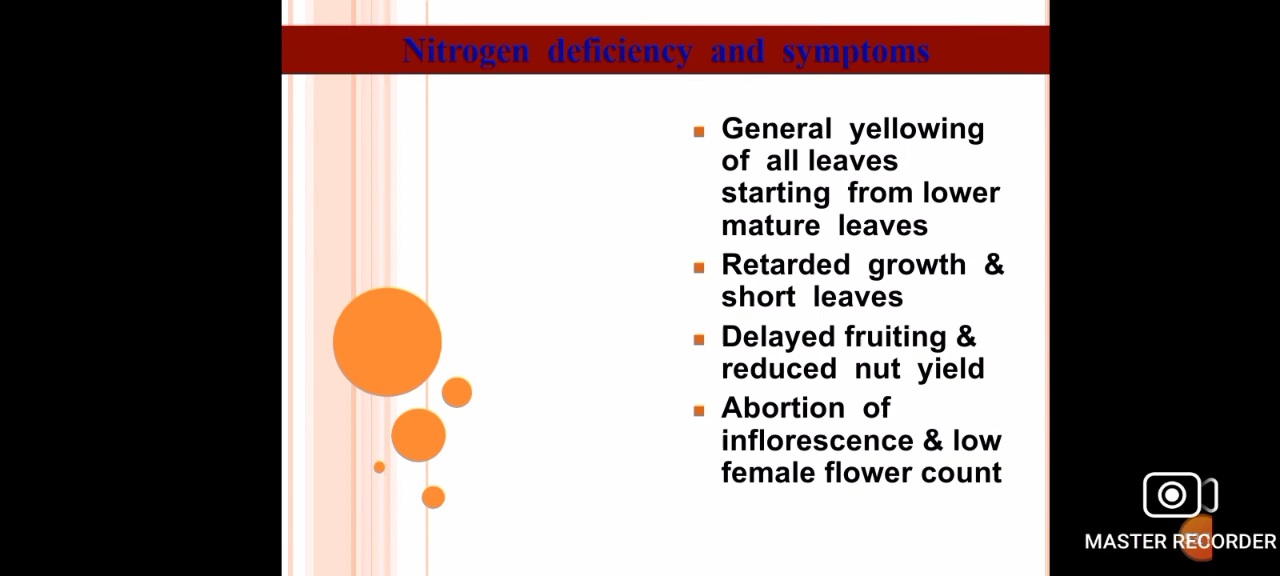 Nitrogen deficiency and symptoms
General yellowing
of all leaves
starting from lower
mature leaves
Retarded growth &
short leaves
Delayed fruiting &
reduced nut yield
Abortion of
inflorescence & low
female flower count
MASTER RECORDER